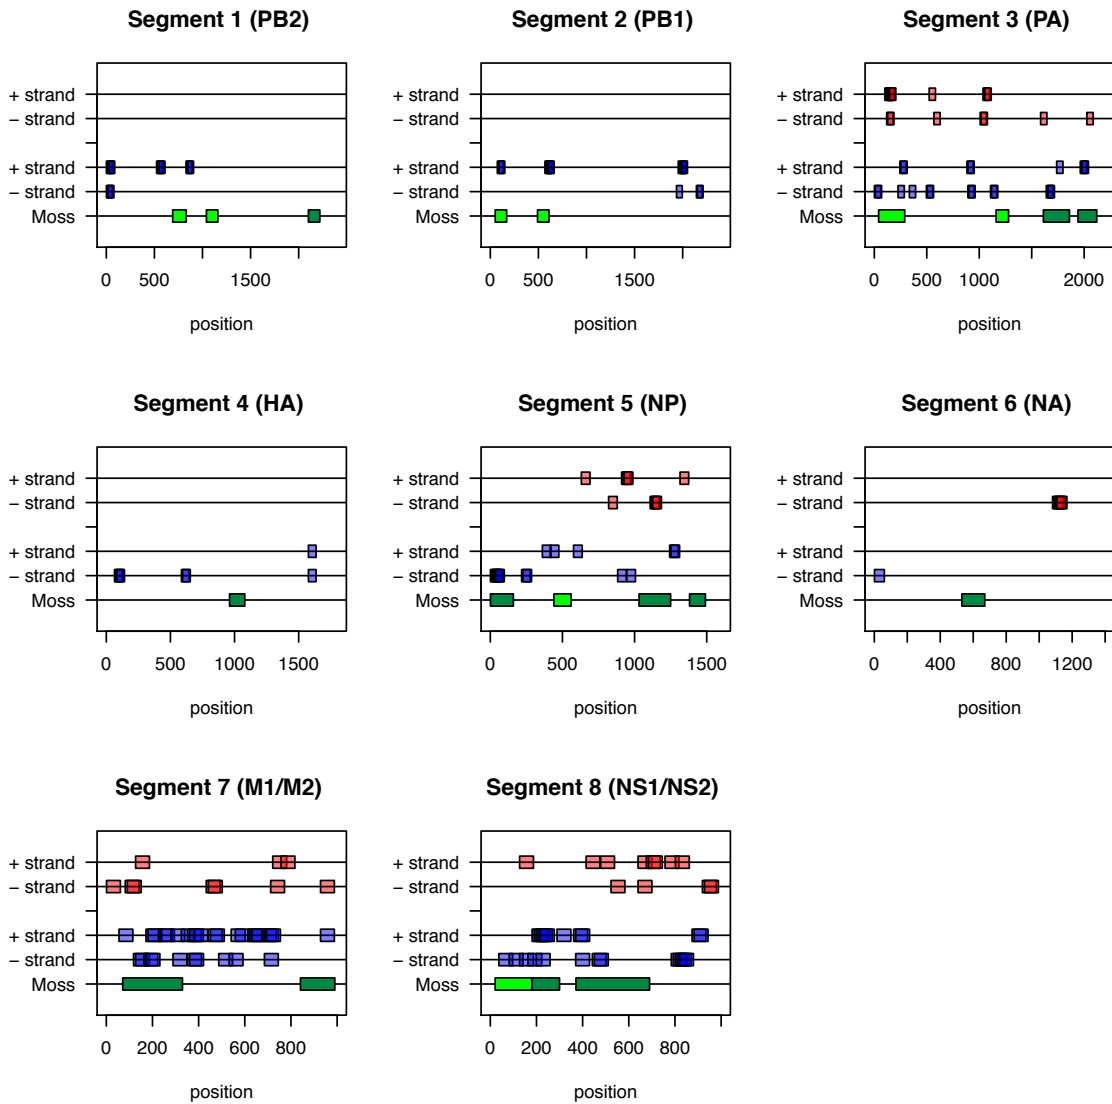 Segment 1 (PB2)
+ strand
− strand
+ strand
− strand
Moss
0 500 1500
position
Segment 2 (PB1)
+ strand
− strand
+ strand
− strand
Moss
0 500 1500
position
Segment 3 (PA)
+ strand
− strand
+ strand
− strand
Moss
0 500 1000 2000
position
Segment 4 (HA)
+ strand
− strand
+ strand
− strand
Moss
0 500 1000 1500
position
Segment 5 (NP)
+ strand
− strand
+ strand
− strand
Moss
0 500 1000 1500
position
Segment 6 (NA)
+ strand
− strand
+ strand
− strand
Moss
0 400 800 1200
position
Segment 7 (M1/M2)
+ strand
− strand
+ strand
− strand
Moss
0 200 400 600 800
position
Segment 8 (NS1/NS2)
+ strand
− strand
+ strand
− strand
Moss
0 200 400 600 800
position